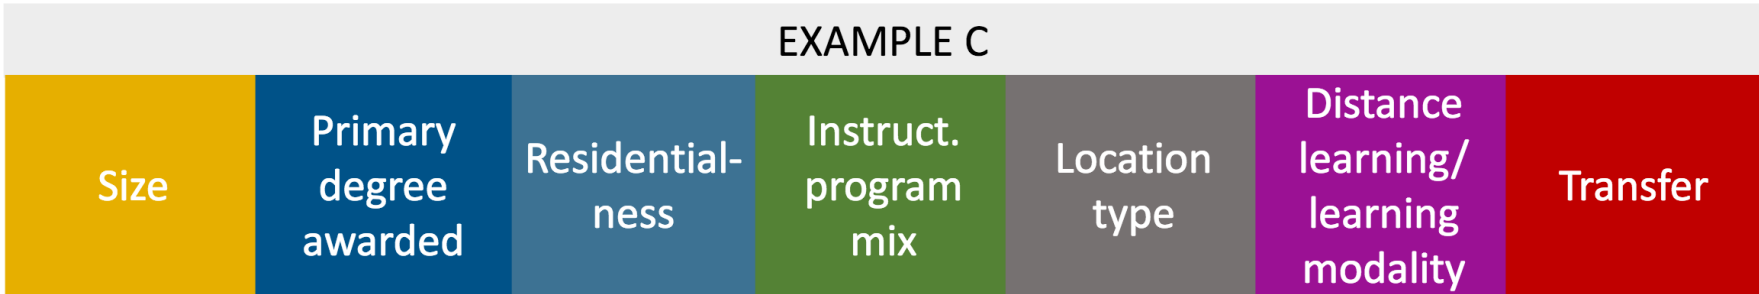 EXAMPLE C
Size
Primary
degree
awarded
Residential-
ness
Instruct.
program
mix
Location
type
Distance
learning/
learning
modality
Transfer